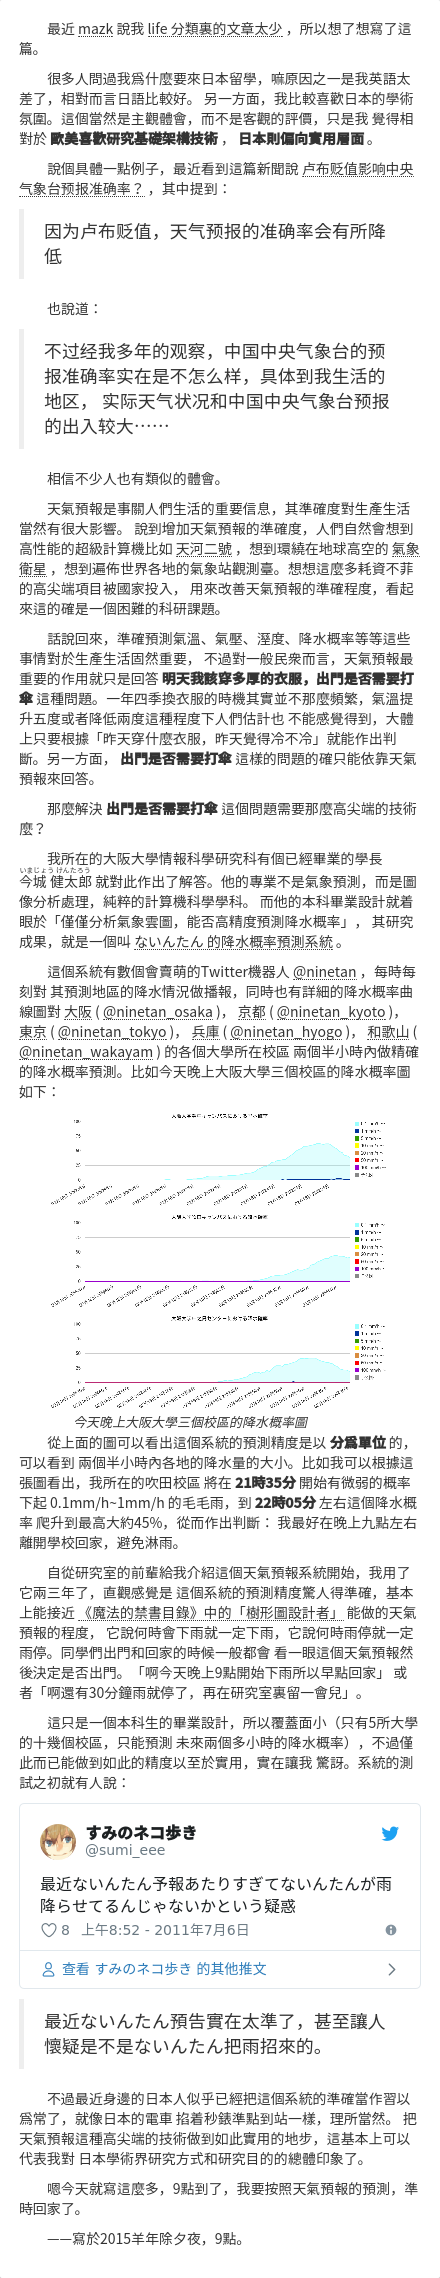 最近 mazk 說我 life 分類裏的文章太少 ，所以想了想寫了這
篇。
很多人問過我爲什麼要來日本留學，嘛原因之一是我英語太
差了，相對而言日語比較好。 另一方面，我比較喜歡日本的學術
氛圍。這個當然是主觀體會，而不是客觀的評價，只是我 覺得相
對於 歐美喜歡研究基礎架構技術 ， 日本則偏向實用層面 。
說個具體一點例子，最近看到這篇新聞說 卢布贬值影响中央
气象台预报准确率？ ，其中提到：
因为卢布贬值，天气预报的准确率会有所降
低
也說道：
不过经我多年的观察，中国中央气象台的预
报准确率实在是不怎么样，具体到我生活的
地区， 实际天气状况和中国中央气象台预报
的出入较大……
相信不少人也有類似的體會。
天氣預報是事關人們生活的重要信息，其準確度對生產生活
當然有很大影響。 說到增加天氣預報的準確度，人們自然會想到
高性能的超級計算機比如 天河二號 ，想到環繞在地球高空的 氣象
衛星 ，想到遍佈世界各地的氣象站觀測臺。想想這麼多耗資不菲
的高尖端項目被國家投入， 用來改善天氣預報的準確程度，看起
來這的確是一個困難的科研課題。
話說回來，準確預測氣溫、氣壓、溼度、降水概率等等這些
事情對於生產生活固然重要， 不過對一般民衆而言，天氣預報最
重要的作用就只是回答 明天我該穿多厚的衣服，出門是否需要打
傘 這種問題。一年四季換衣服的時機其實並不那麼頻繁，氣溫提
升五度或者降低兩度這種程度下人們估計也 不能感覺得到，大體
上只要根據「昨天穿什麼衣服，昨天覺得冷不冷」就能作出判
斷。另一方面， 出門是否需要打傘 這樣的問題的確只能依靠天氣
預報來回答。
那麼解決 出門是否需要打傘 這個問題需要那麼高尖端的技術
麼？
我所在的大阪大學情報科學研究科有個已經畢業的學長
いまじょう けんたろう
今城 健太郎 就對此作出了解答。他的專業不是氣象預測，而是圖
像分析處理，純粹的計算機科學學科。 而他的本科畢業設計就着
眼於「僅僅分析氣象雲圖，能否高精度預測降水概率」， 其研究
成果，就是一個叫 ないんたん 的降水概率預測系統 。
這個系統有數個會賣萌的Twitter機器人 @ninetan ，每時每
刻對 其預測地區的降水情況做播報，同時也有詳細的降水概率曲
線圖對 大阪 ( @ninetan_osaka )， 京都 ( @ninetan_kyoto )，
東京 ( @ninetan_tokyo )， 兵庫 ( @ninetan_hyogo )， 和歌山 (
@ninetan_wakayam ) 的各個大學所在校區 兩個半小時內做精確
的降水概率預測。比如今天晚上大阪大學三個校區的降水概率圖
如下：
今天晚上大阪大學三個校區的降水概率圖
從上面的圖可以看出這個系統的預測精度是以 分爲單位 的，
可以看到 兩個半小時內各地的降水量的大小。比如我可以根據這
張圖看出，我所在的吹田校區 將在 21時35分 開始有微弱的概率
下起 0.1mm/h~1mm/h 的毛毛雨，到 22時05分 左右這個降水概
率 爬升到最高大約45%，從而作出判斷： 我最好在晚上九點左右
離開學校回家，避免淋雨。
自從研究室的前輩給我介紹這個天氣預報系統開始，我用了
它兩三年了，直觀感覺是 這個系統的預測精度驚人得準確，基本
上能接近 《魔法的禁書目錄》中的「樹形圖設計者」 能做的天氣
預報的程度， 它說何時會下雨就一定下雨，它說何時雨停就一定
雨停。同學們出門和回家的時候一般都會 看一眼這個天氣預報然
後決定是否出門。「啊今天晚上9點開始下雨所以早點回家」 或
者「啊還有30分鐘雨就停了，再在研究室裏留一會兒」。
這只是一個本科生的畢業設計，所以覆蓋面小（只有5所大學
的十幾個校區，只能預測 未來兩個多小時的降水概率），不過僅
此而已能做到如此的精度以至於實用，實在讓我 驚訝。系統的測
試之初就有人說：
すみのネコ歩き
@sumi_eee
最近ないんたん予報あたりすぎてないんたんが雨
降らせてるんじゃないかという疑惑
8 上午8:52 - 2011年7月6日
查看 すみのネコ歩き 的其他推文
最近ないんたん預告實在太準了，甚至讓人
懷疑是不是ないんたん把雨招來的。
不過最近身邊的日本人似乎已經把這個系統的準確當作習以
爲常了，就像日本的電車 掐着秒錶準點到站一樣，理所當然。 把
天氣預報這種高尖端的技術做到如此實用的地步，這基本上可以
代表我對 日本學術界研究方式和研究目的的總體印象了。
嗯今天就寫這麼多，9點到了，我要按照天氣預報的預測，準
時回家了。
——寫於2015羊年除夕夜，9點。